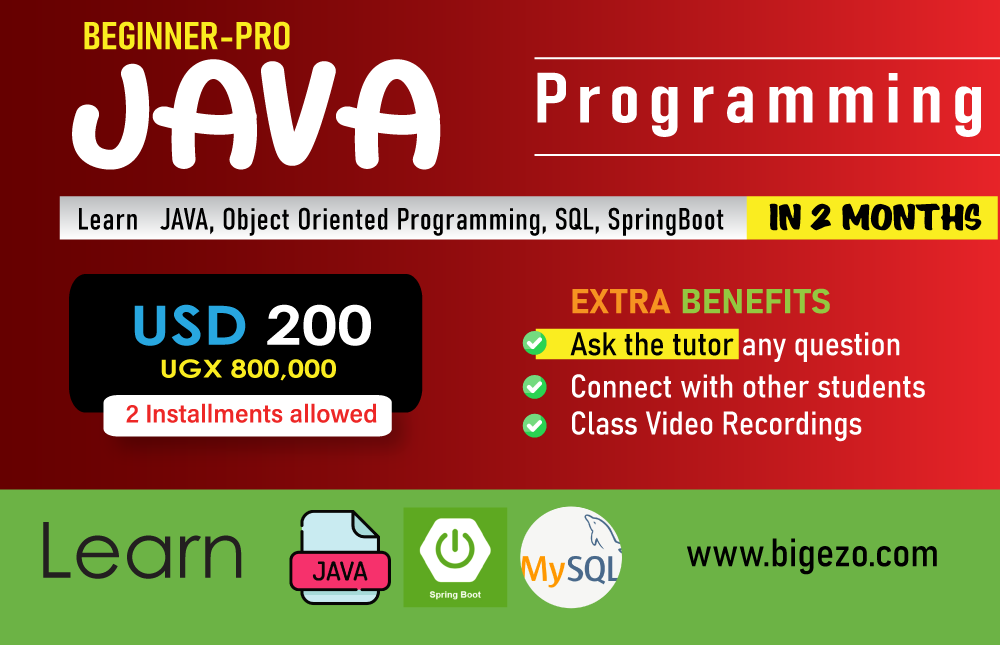 BEGINNER-PRO
JAVA
Programming
Learn JAVA, Object Oriented Programming, SQL, SpringBoot IN 2 MONTHS
USD 200
UGX 800,000
2 Installments allowed
EXTRA BENEFITS
Ask the tutor any question
Connect with other students
Class Video Recordings
Learn
JAVA
Spring Boot
MySQL
www.bigezo.com